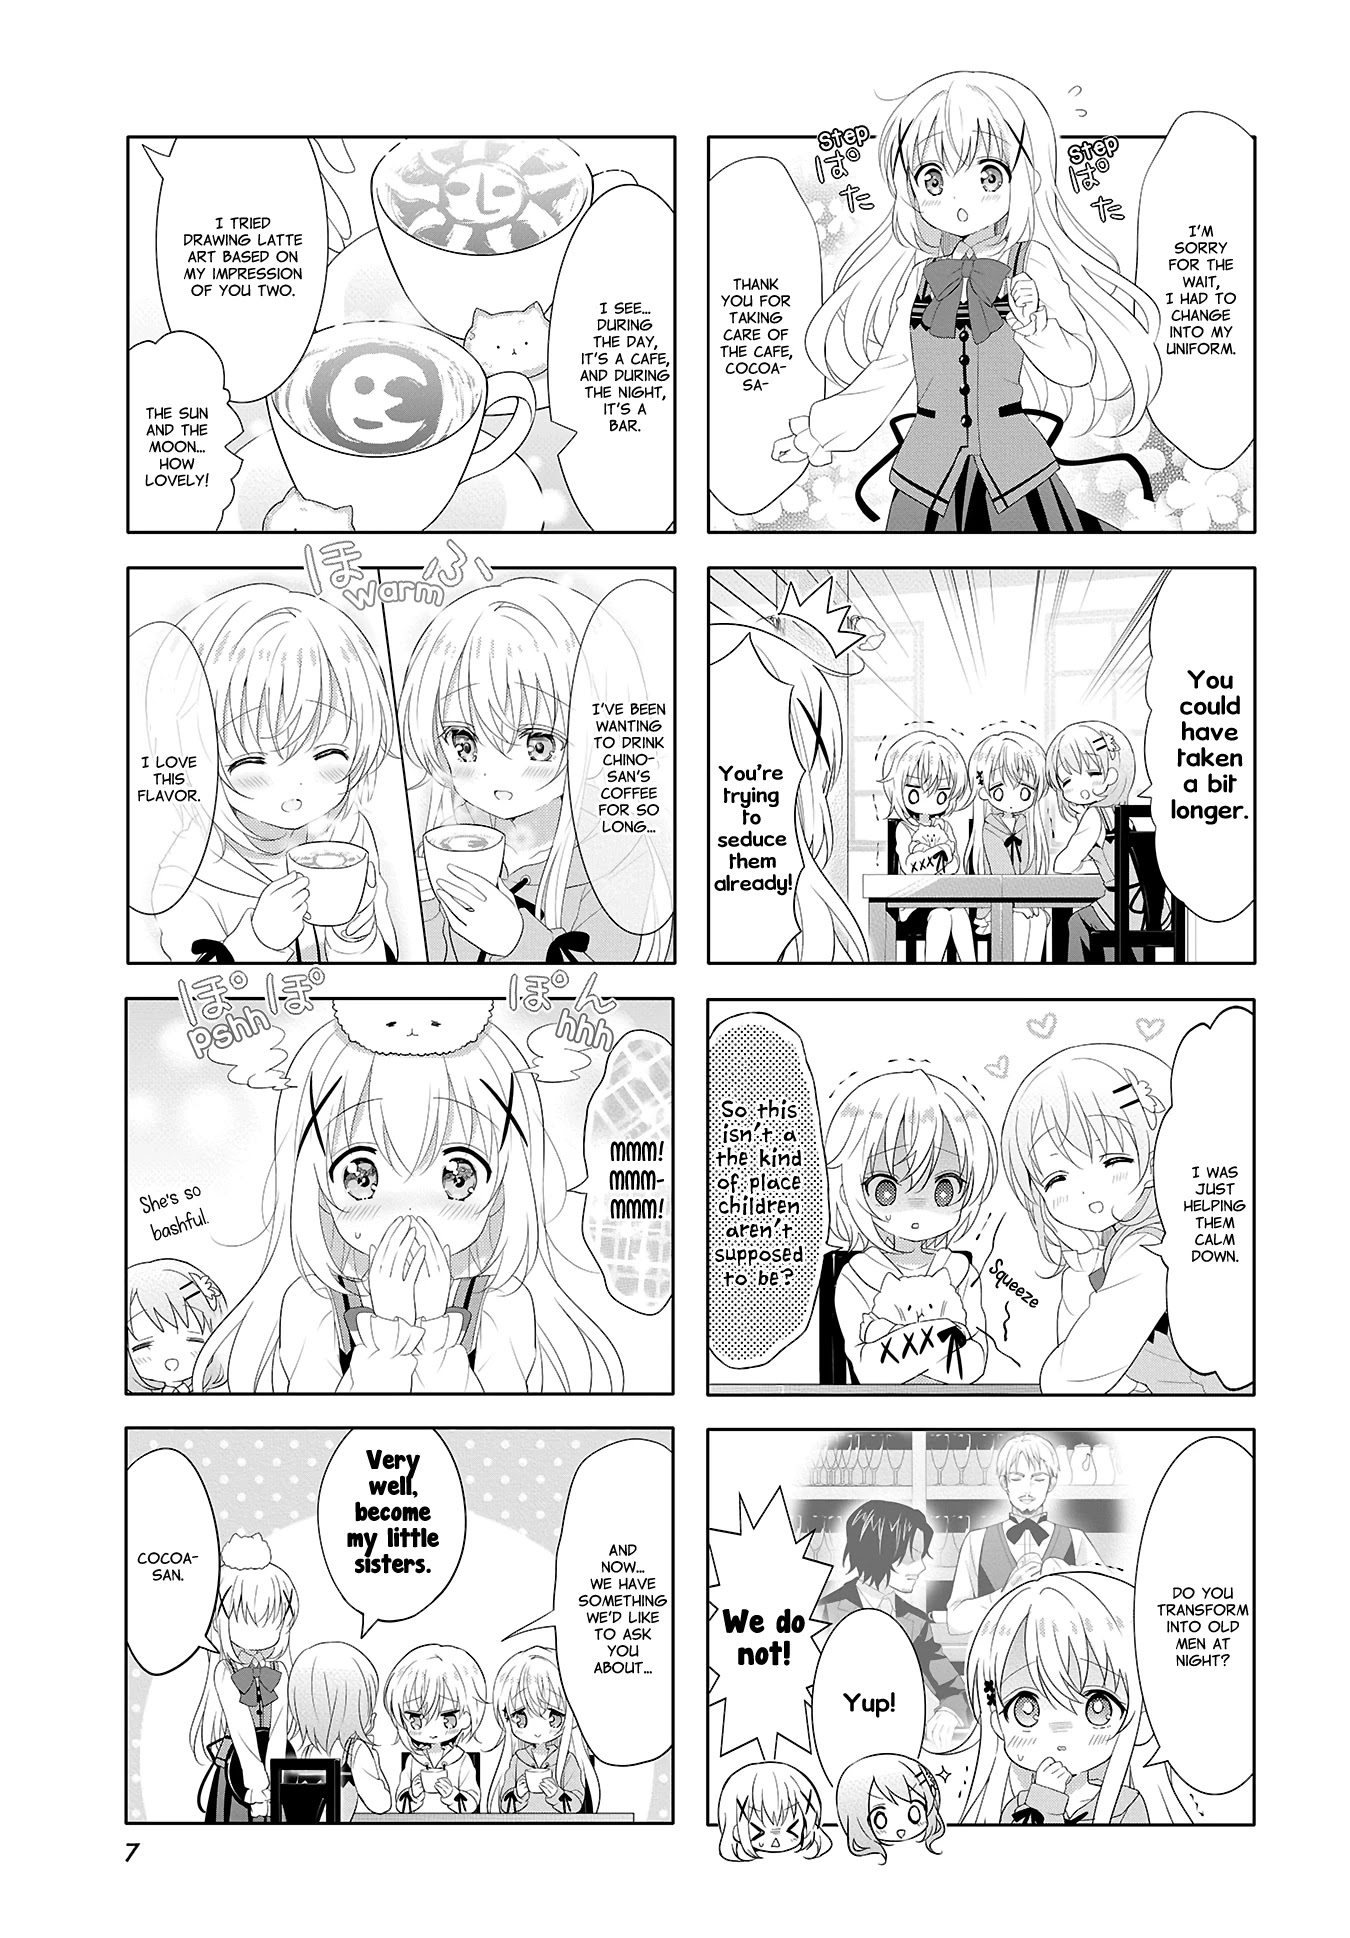 I'M
SORRY
FOR THE
WAIT,
I HAD TO
CHANGE
INTO MY
UNIFORM.
Step
ぱた
Step
ぱた
THANK
YOU FOR
TAKING
CARE OF
THE CAFE,
COCOA-
SA-
You
could
have
taken
a bit
longer.
You're
trying
to
seduce
them
already!
I WAS
JUST
HELPING
THEM
CALM
DOWN.
Squeeze
So this
isn't a
the kind
of place
children
aren't
supposed
to be?
DO YOU
TRANSFORM
INTO OLD
MEN AT
NIGHT?
Yup!
We do
not!
I TRIED
DRAWING LATTE
ART BASED ON
MY IMPRESSION
OF YOU TWO.
I SEE...
DURING
THE DAY,
IT'S A CAFE,
AND DURING
THE NIGHT,
IT'S A
BAR.
THE SUN
AND THE
MOON...
HOW
LOVELY!
ほふ
warm
I'VE BEEN
WANTING
TO DRINK
CHINO-
SAN'S
COFFEE
FOR SO
LONG...
I LOVE
THIS
FLAVOR.
ぽぽ
pshh
ぽん
hhh
MMM!
MMM-
MMM!
She's so
bashful.
AND
NOW...
WE HAVE
SOMETHING
WE'D LIKE
TO ASK
YOU
ABOUT...
Very
well,
become
my little
sisters.
COCOA-
SAN.
7